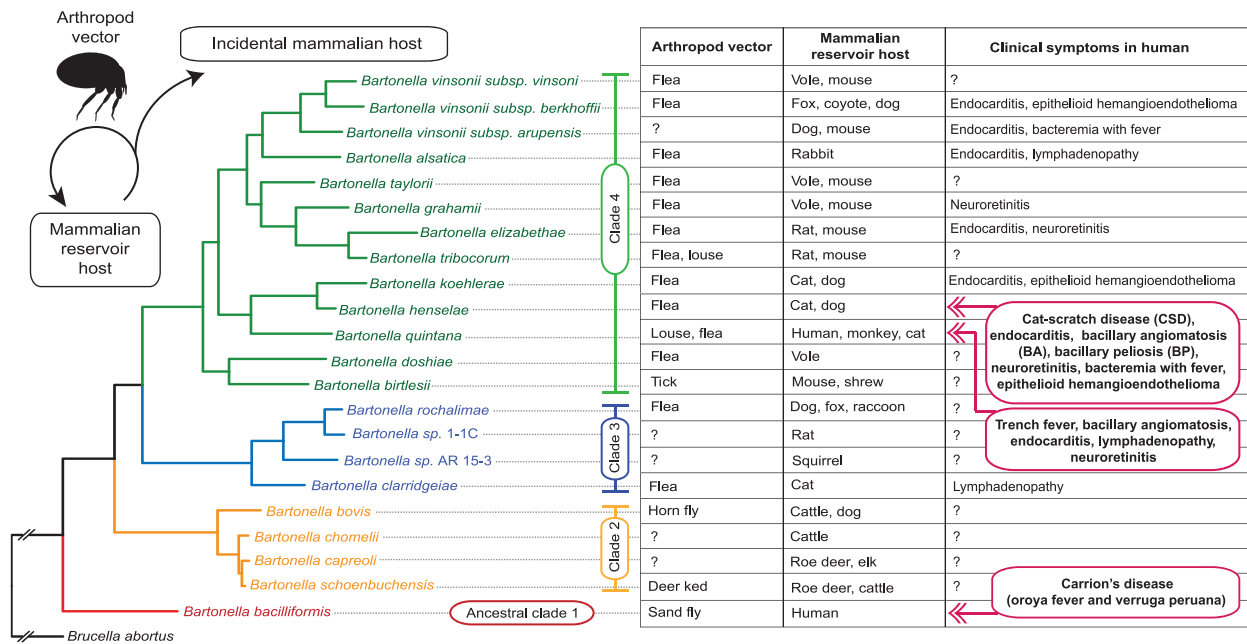 Arthropod
vector
Incidental mammalian host
Mammalian
reservoir
host
Arthropod vector
Mammalian
reservoir host
Clinical symptoms in human
Bartonella vinsonii subsp. vinsoni Flea Vole, mouse ?
Bartonella vinsonii subsp. berkhoffii Flea Fox, coyote, dog Endocarditis, epithelioid hemangioendothelioma
Bartonella vinsonii subsp. arupensis ? Dog, mouse Endocarditis, bacteremia with fever
Bartonella alsatica Flea Rabbit Endocarditis, lymphadenopathy
Bartonella taylorii Flea Vole, mouse ?
Bartonella grahamii Flea Vole, mouse Neuroretinitis
Bartonella elizabethae Flea Rat, mouse Endocarditis, neuroretinitis
Bartonella tribocorum Flea, louse Rat, mouse ?
Bartonella koehlerae Flea Cat, dog Endocarditis, epithelioid hemangioendothelioma
Bartonella henselae Flea Cat, dog
Bartonella quintana Louse, flea Human, monkey, cat
Bartonella doshiae Flea Vole ?
Bartonella birtlesii Tick Mouse, shrew ?
Clade 4
Cat-scratch disease (CSD),
endocarditis, bacillary angiomatosis
(BA), bacillary peliosis (BP),
neuroretinitis, bacteremia with fever,
epithelioid hemangioendothelioma
Bartonella rochalimae Flea Dog, fox, raccoon ?
Bartonella sp. 1-1C ? Rat ?
Bartonella sp. AR 15-3 ? Squirrel ?
Bartonella clarridgeiae Flea Cat Lymphadenopathy
Clade 3
Trench fever, bacillary angiomatosis,
endocarditis, lymphadenopathy,
neuroretinitis
Bartonella bovis Horn fly Cattle, dog ?
Bartonella chomelii ? Cattle ?
Bartonella capreoli ? Roe deer, elk ?
Bartonella schoenbuchensis Deer ked Roe deer, cattle ?
Clade 2
Bartonella bacilliformis Ancestral clade 1 Sand fly Human
Carrion's disease
(oroya fever and verruga peruana)
Brucella abortus